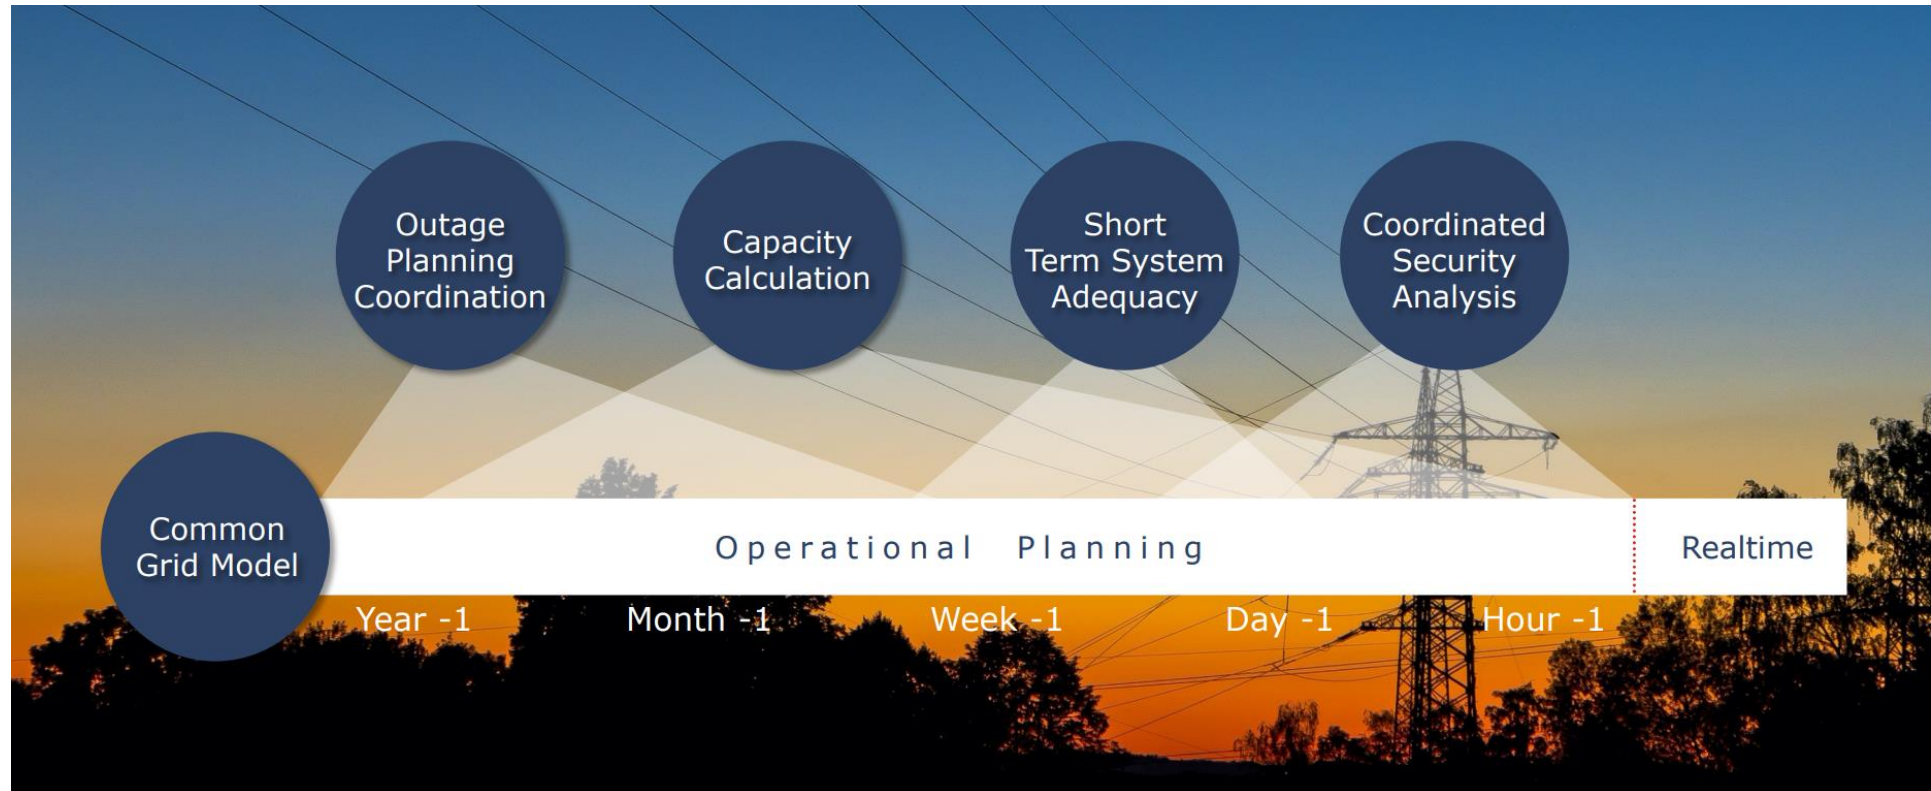 Outage
Planning
Coordination
Capacity
Calculation
Short
Term System
Adequacy
Coordinated
Security
Analysis
Common
Grid Model
Operational Planning
Realtime
Year -1
Month -1
Week -1
Day -1
Hour -1